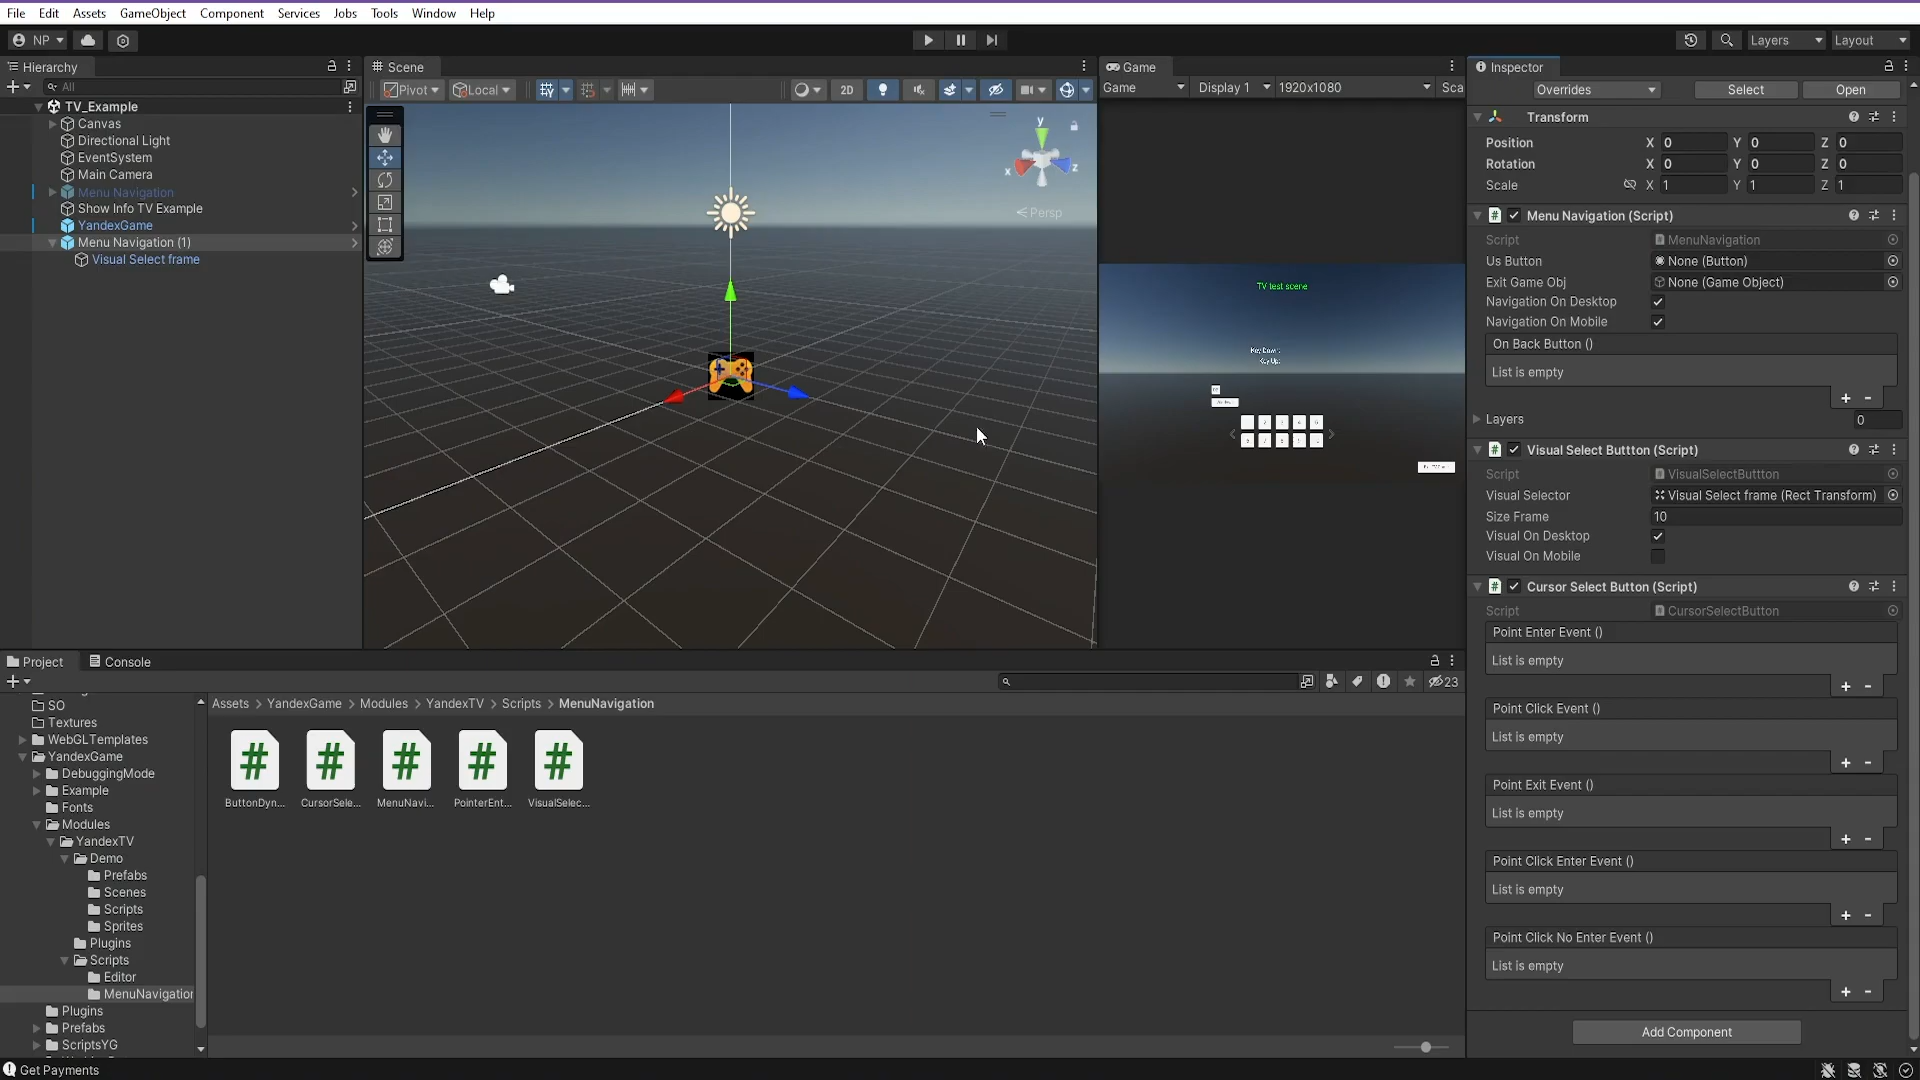 File Edit Assets GameObject Component Services Jobs Tools Window Help
NP
Layers Layout
Hierarchy
All
TV_Example
Canvas
Directional Light
EventSystem
Main Camera
Menu Navigation
Show Info TV Example
YandexGame
Menu Navigation (1)
Visual Select frame
Scene
Pivot Local 2D
y
x z
Persp
Game
Game Display 1 1920x1080 Sca
TV test scene
Key Down:
Key Up:
Inspector
Overrides Select Open
Transform
Position X 0 Y 0 Z 0
Rotation X 0 Y 0 Z 0
Scale X 1 Y 1 Z 1
Menu Navigation (Script)
Script MenuNavigation
Us Button None (Button)
Exit Game Obj None (Game Object)
Navigation On Desktop
Navigation On Mobile
On Back Button ()
List is empty
+ -
Layers 0
Visual Select Buttton (Script)
Script VisualSelectButtton
Visual Selector Visual Select frame (Rect Transform)
Size Frame 10
Visual On Desktop
Visual On Mobile
Cursor Select Button (Script)
Script CursorSelectButton
Point Enter Event ()
List is empty
+ -
Point Click Event ()
List is empty
+ -
Point Exit Event ()
List is empty
+ -
Point Click Enter Event ()
List is empty
+ -
Point Click No Enter Event ()
List is empty
+ -
Add Component
Project Console
23
SO
Textures
WebGLTemplates
YandexGame
DebuggingMode
Example
Fonts
Modules
YandexTV
Demo
Prefabs
Scenes
Scripts
Sprites
Plugins
Scripts
Editor
MenuNavigation
Plugins
Prefabs
ScriptsYG
Assets > YandexGame > Modules > YandexTV > Scripts > MenuNavigation
ButtonDyn... CursorSele... MenuNavi... PointerEnt... VisualSelec...
Get Payments